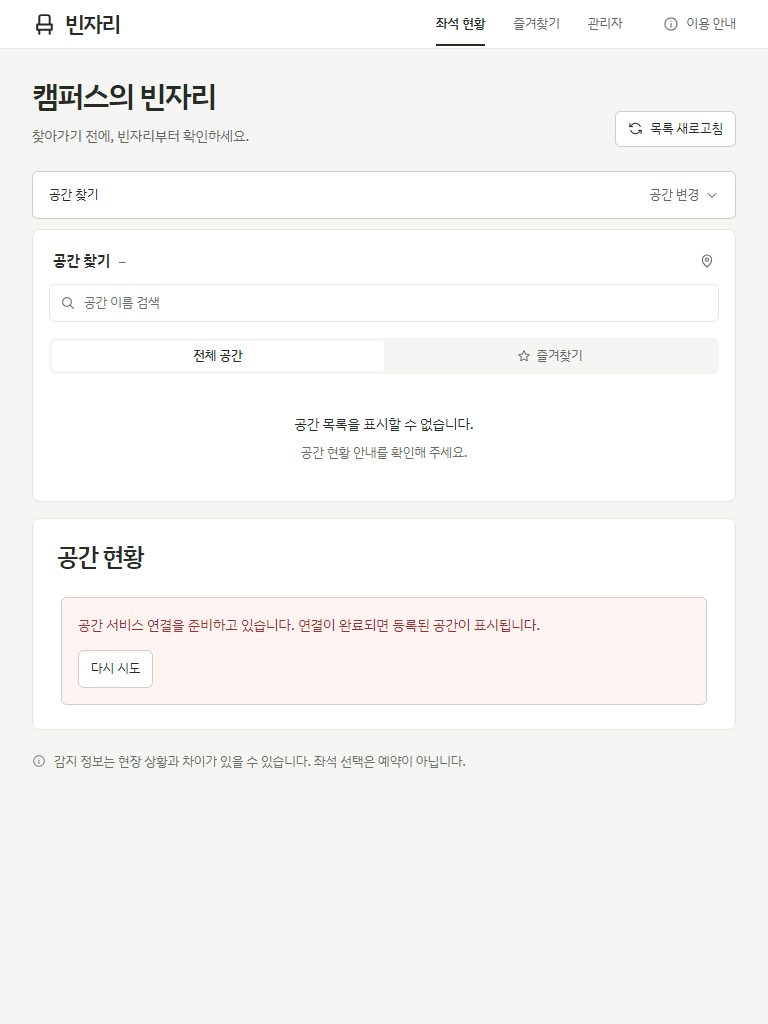 빈자리
좌석 현황
즐겨찾기
관리자
이용 안내
캠퍼스의 빈자리
찾아가기 전에, 빈자리부터 확인하세요.
목록 새로고침
공간 찾기
공간 변경
공간 찾기 –
공간 이름 검색
전체 공간
즐겨찾기
공간 목록을 표시할 수 없습니다.
공간 현황 안내를 확인해 주세요.
공간 현황
공간 서비스 연결을 준비하고 있습니다. 연결이 완료되면 등록된 공간이 표시됩니다.
다시 시도
감지 정보는 현장 상황과 차이가 있을 수 있습니다. 좌석 선택은 예약이 아닙니다.